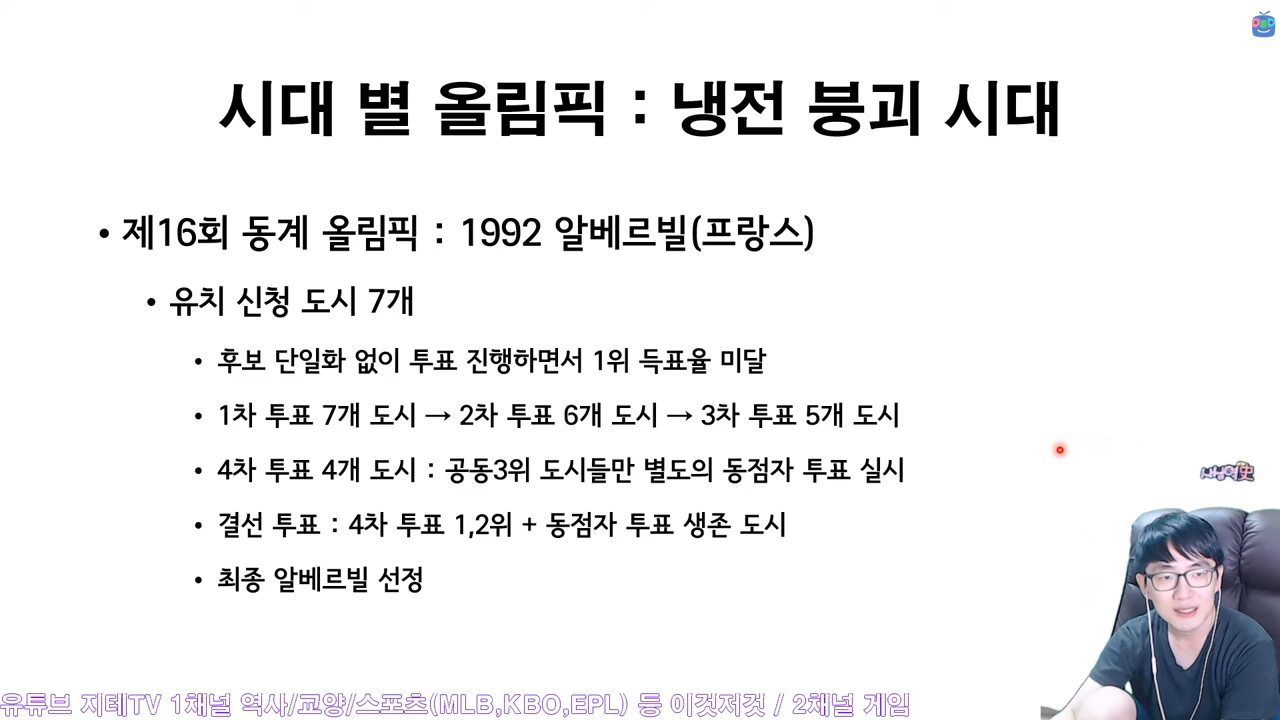 시대 별 올림픽 : 냉전 붕괴 시대
• 제16회 동계 올림픽 : 1992 알베르빌(프랑스)
• 유치 신청 도시 7개
• 후보 단일화 없이 투표 진행하면서 1위 득표율 미달
• 1차 투표 7개 도시 → 2차 투표 6개 도시 → 3차 투표 5개 도시
• 4차 투표 4개 도시 : 공동3위 도시들만 별도의 동점자 투표 실시
• 결선 투표 : 4차 투표 1,2위 + 동점자 투표 생존 도시
• 최종 알베르빌 선정
유튜브 지테TV 1채널 역사/교양/스포츠(MLB,KBO,EPL) 등 이것저것 / 2채널 게임